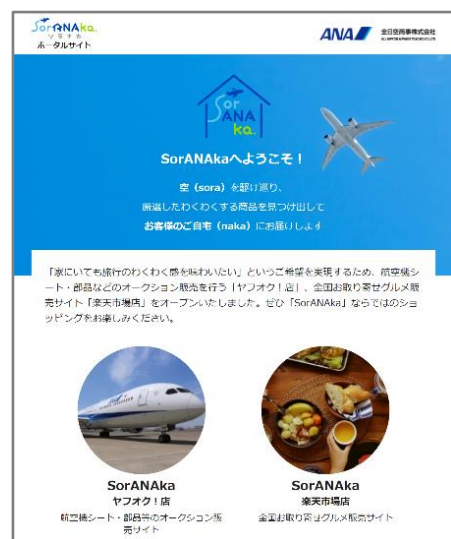 SorANAka
ソラナカ
ポータルサイト
ANA 全日空商事株式会社
Sor
ANA
ka.
SorANAkaへようこそ！
空（sora）を駆け巡り、
厳選したわくわくする商品を見つけ出して
お客様のご自宅（naka）にお届けします
「家にいても旅行のわくわく感を味わいたい」というご希望を実現するため、航空機シ
ート・部品などのオークション販売を行う「ヤフオク！店」、全国お取り寄せグルメ販
売サイト「楽天市場店」をオープンいたしました。ぜひ「SorANAka」ならではのショ
ッピングをお楽しみください。
SorANAka
ヤフオク！店
航空機シート・部品等のオークション販
売サイト
SorANAka
楽天市場店
全国お取り寄せグルメ販売サイト